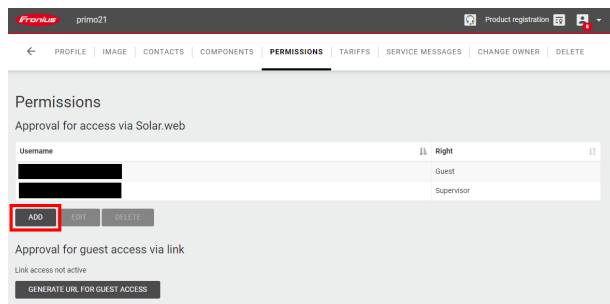 Fronius primo21 Product registration
PROFILE IMAGE CONTACTS COMPONENTS PERMISSIONS TARIFFS SERVICE MESSAGES CHANGE OWNER DELETE
Permissions
Approval for access via Solar.web
Username Right
Guest
Supervisor
ADD EDIT DELETE
Approval for guest access via link
Link access not active
GENERATE URL FOR GUEST ACCESS